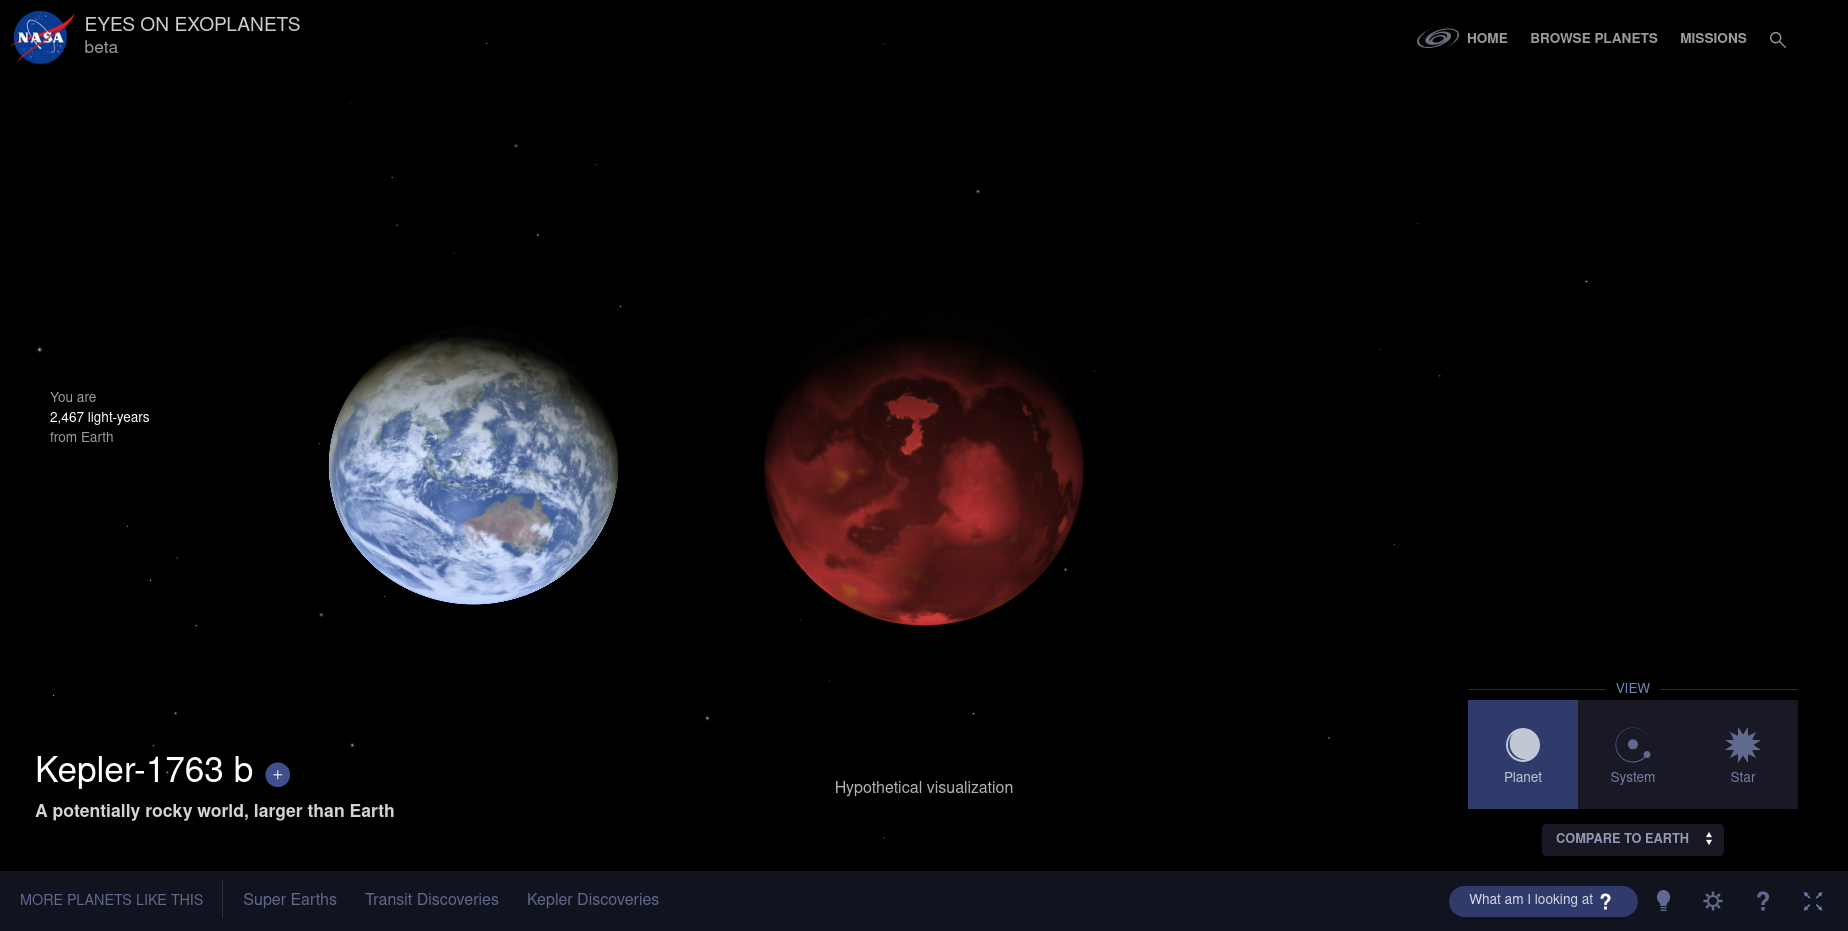 NASA
EYES ON EXOPLANETS
beta
HOME
BROWSE PLANETS
MISSIONS
You are
2,467 light-years
from Earth
Kepler-1763 b +
A potentially rocky world, larger than Earth
Hypothetical visualization
VIEW
Planet
System
Star
COMPARE TO EARTH
MORE PLANETS LIKE THIS
Super Earths
Transit Discoveries
Kepler Discoveries
What am I looking at ?
?